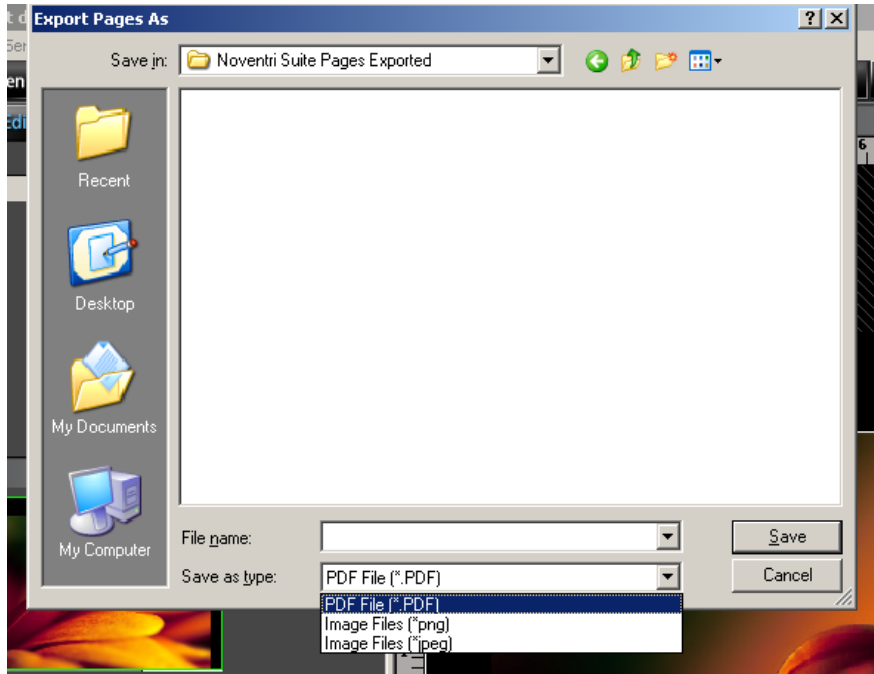 Export Pages As
Save in:
Noventri Suite Pages Exported
Recent
Desktop
My Documents
My Computer
File name:
Save
Save as type:
PDF File (*.PDF)
Cancel
PDF File (*.PDF)
Image Files (*png)
Image Files (*jpeg)
6